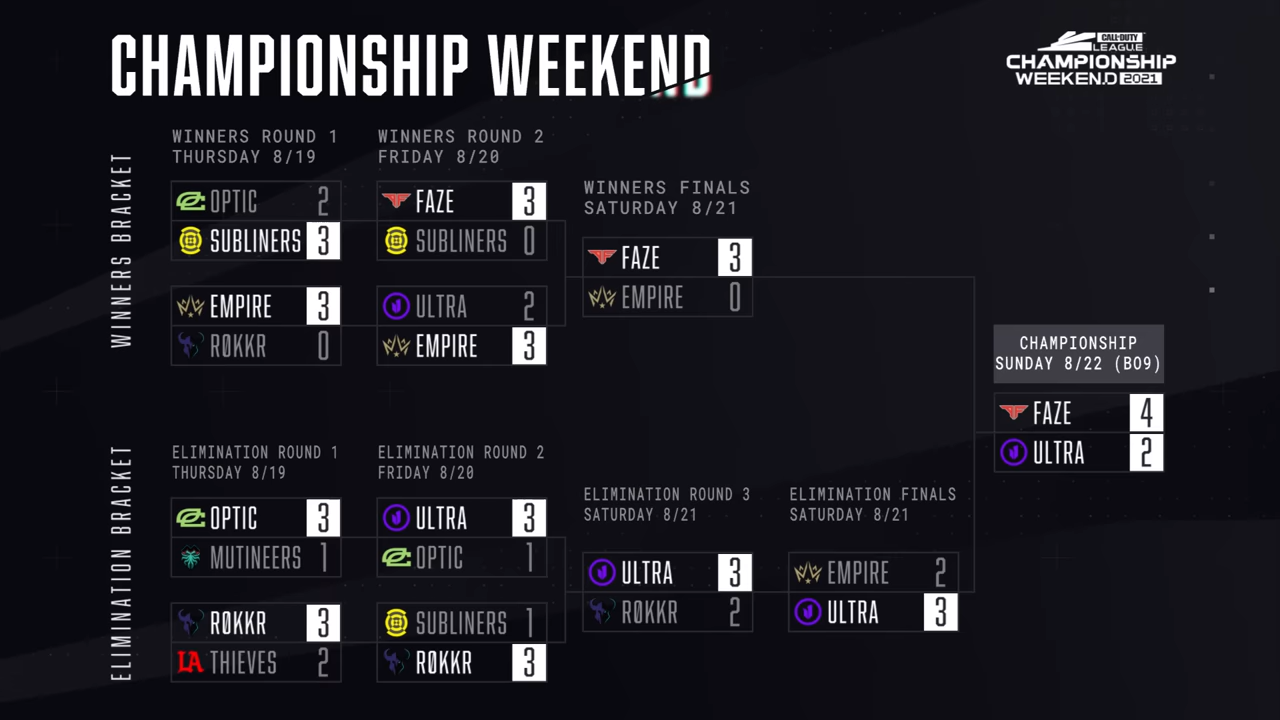 CHAMPIONSHIP WEEKEND
CALL OF DUTY
LEAGUE
CHAMPIONSHIP
WEEKEND 2021
WINNERS BRACKET
WINNERS ROUND 1
THURSDAY 8/19
OPTIC 2
SUBLINERS 3
EMPIRE 3
RØKKR 0
WINNERS ROUND 2
FRIDAY 8/20
FAZE 3
SUBLINERS 0
ULTRA 2
EMPIRE 3
WINNERS FINALS
SATURDAY 8/21
FAZE 3
EMPIRE 0
CHAMPIONSHIP
SUNDAY 8/22 (BO9)
FAZE 4
ULTRA 2
ELIMINATION BRACKET
ELIMINATION ROUND 1
THURSDAY 8/19
OPTIC 3
MUTINEERS 1
RØKKR 3
LA THIEVES 2
ELIMINATION ROUND 2
FRIDAY 8/20
ULTRA 3
OPTIC 1
SUBLINERS 1
RØKKR 3
ELIMINATION ROUND 3
SATURDAY 8/21
ULTRA 3
RØKKR 2
ELIMINATION FINALS
SATURDAY 8/21
EMPIRE 2
ULTRA 3